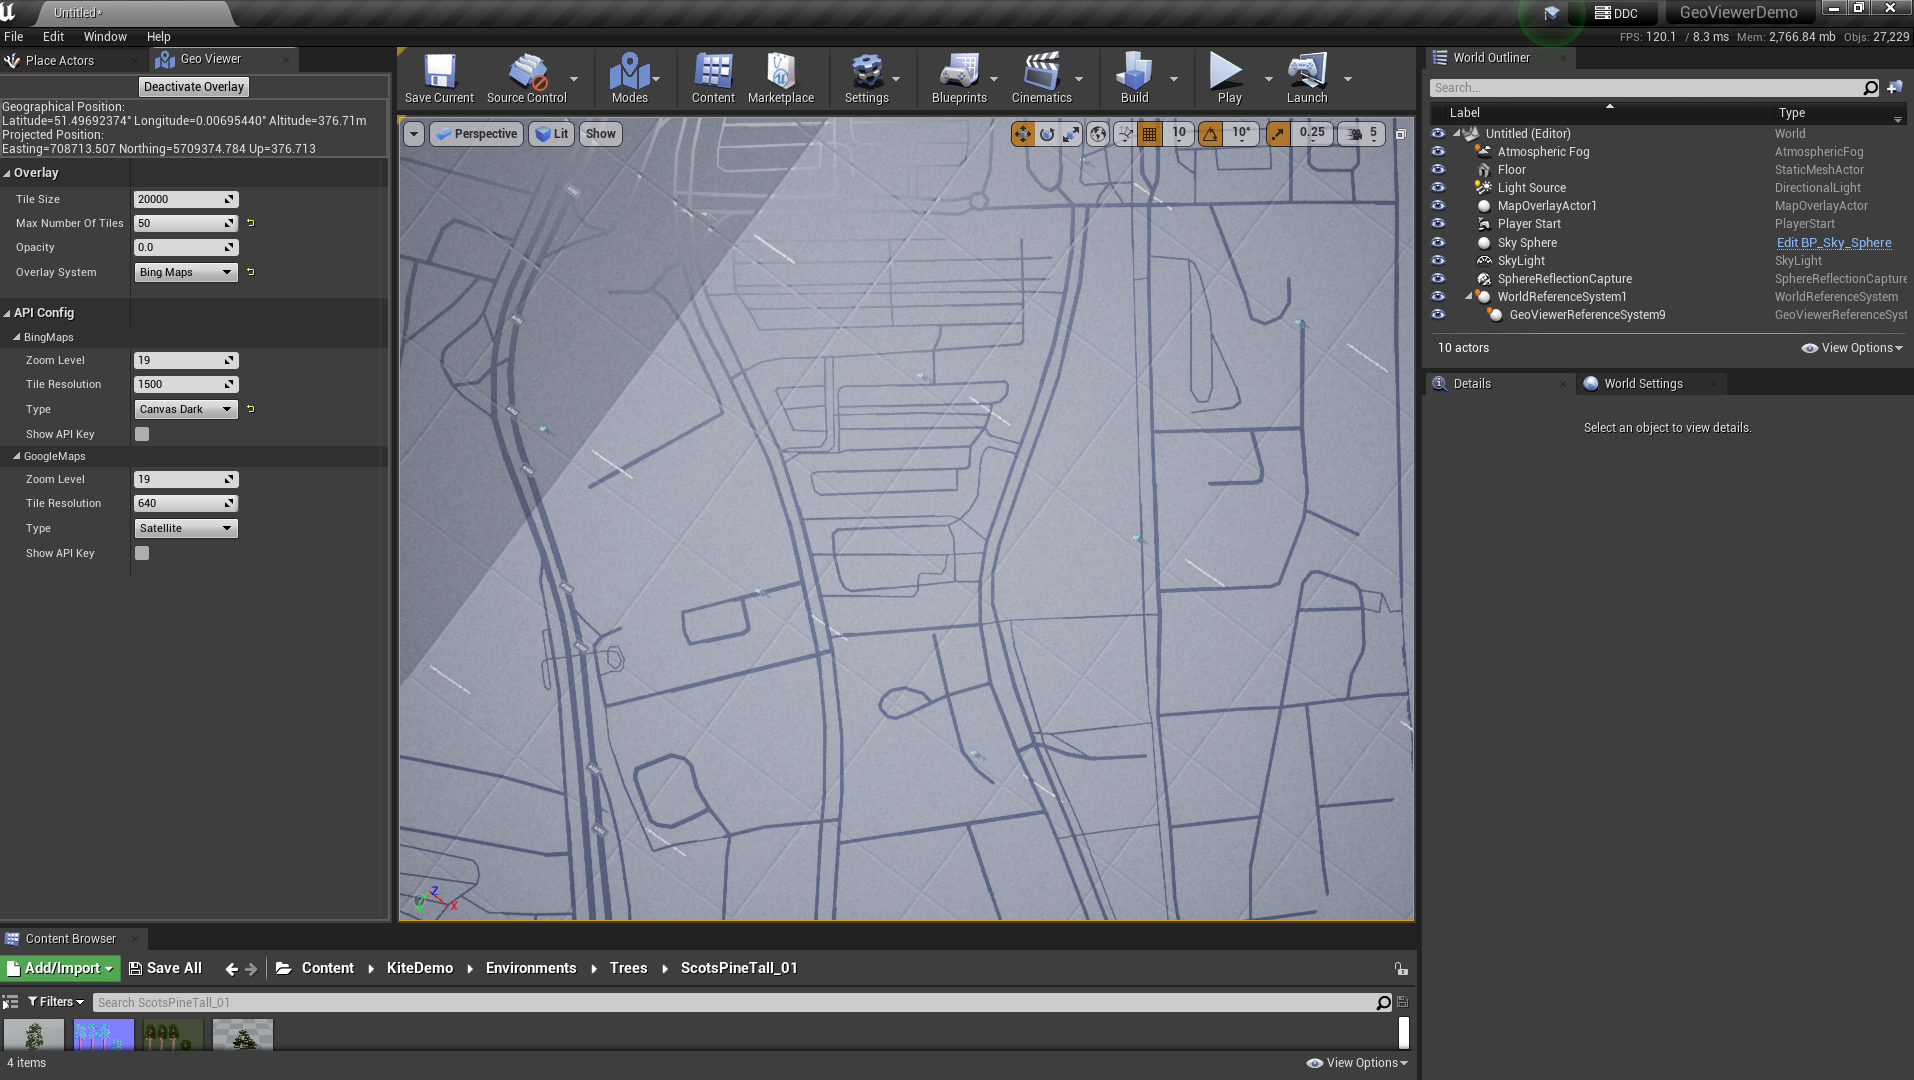 Untitled*
DDC
GeoViewerDemo
File
Edit
Window
Help
FPS: 120.1 / 8.3 ms Mem: 2,766.84 mb Objs: 27,229
Place Actors
Geo Viewer
Deactivate Overlay
Geographical Position:
Latitude=51.49692374° Longitude=0.00695440° Altitude=376.71m
Projected Position:
Easting=708713.507 Northing=5709374.784 Up=376.713
Overlay
Tile Size
20000
Max Number Of Tiles
50
Opacity
0.0
Overlay System
Bing Maps
API Config
BingMaps
Zoom Level
19
Tile Resolution
1500
Type
Canvas Dark
Show API Key
GoogleMaps
Zoom Level
19
Tile Resolution
640
Type
Satellite
Show API Key
Save Current
Source Control
Modes
Content
Marketplace
Settings
Blueprints
Cinematics
Build
Play
Launch
Perspective
Lit
Show
10
10°
0.25
5
Z
X
World Outliner
Search...
Label
Type
Untitled (Editor)
World
Atmospheric Fog
AtmosphericFog
Floor
StaticMeshActor
Light Source
DirectionalLight
MapOverlayActor1
MapOverlayActor
Player Start
PlayerStart
Sky Sphere
Edit BP_Sky_Sphere
SkyLight
SkyLight
SphereReflectionCapture
SphereReflectionCapture
WorldReferenceSystem1
WorldReferenceSystem
GeoViewerReferenceSystem9
GeoViewerReferenceSyst
10 actors
View Options
Details
World Settings
Select an object to view details.
Content Browser
Add/Import
Save All
Content
KiteDemo
Environments
Trees
ScotsPineTall_01
Filters
Search ScotsPineTall_01
4 items
View Options